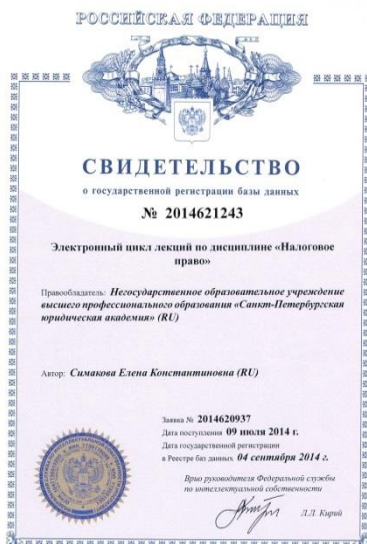 РОССИЙСКАЯ ФЕДЕРАЦИЯ
СВИДЕТЕЛЬСТВО
о государственной регистрации базы данных
№ 2014621243
Электронный цикл лекций по дисциплине «Налоговое
право»
Правообладатель: Негосударственное образовательное учреждение
высшего профессионального образования «Санкт-Петербургская
юридическая академия» (RU)
Автор: Симакова Елена Константиновна (RU)
Заявка № 2014620937
Дата поступления 09 июля 2014 г.
Дата государственной регистрации
в Реестре баз данных 04 сентября 2014 г.
Врио руководителя Федеральной службы
по интеллектуальной собственности
Л.Л. Кирий